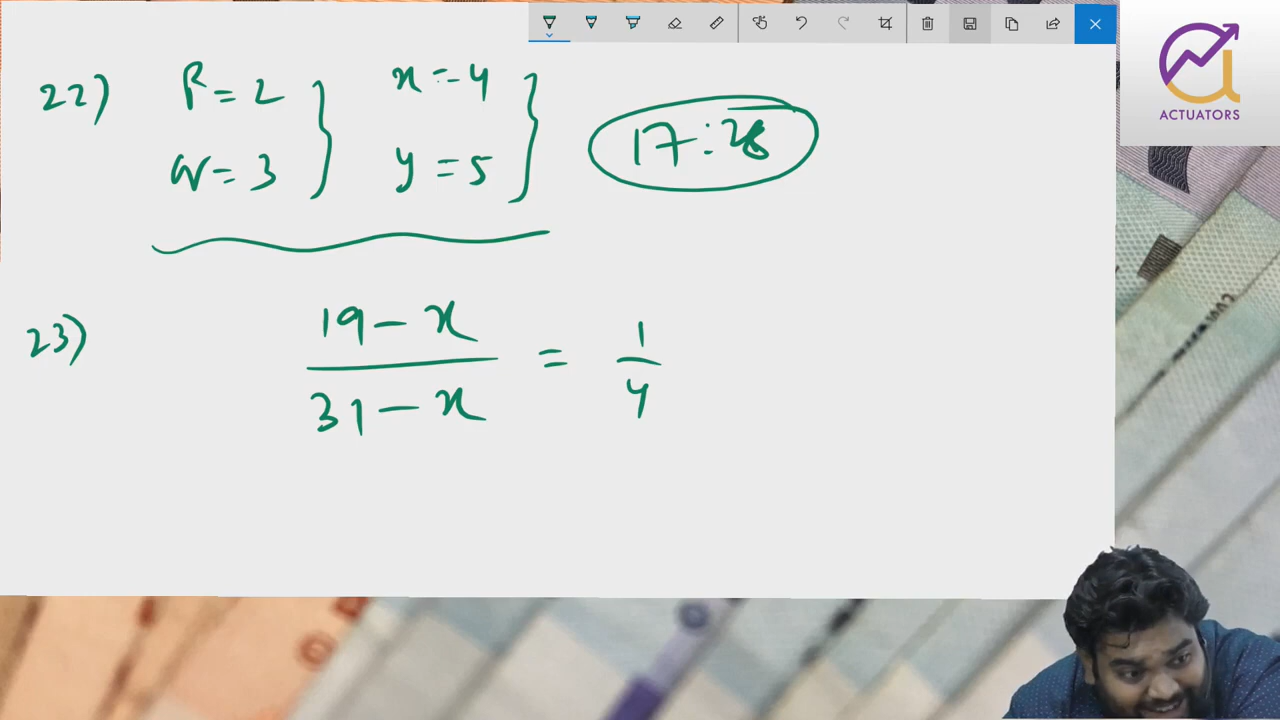 22) P = 2 x = -4
17 : 28
q = 3 y = 5
23) 19 - x / 31 - x = 1 / 4
ACTUATORS